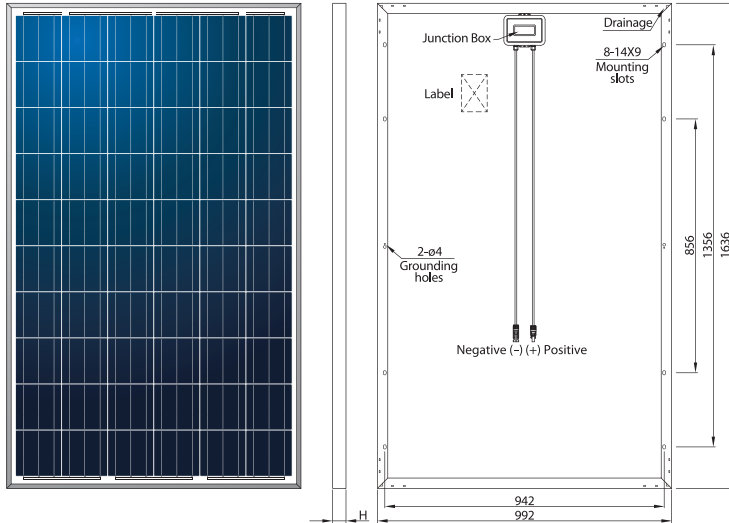 Drainage
Junction Box
8-14X9
Mounting
slots
Label
x
2-ø4
Grounding
holes
856
1356
1636
Negative (-) (+) Positive
942
H
992